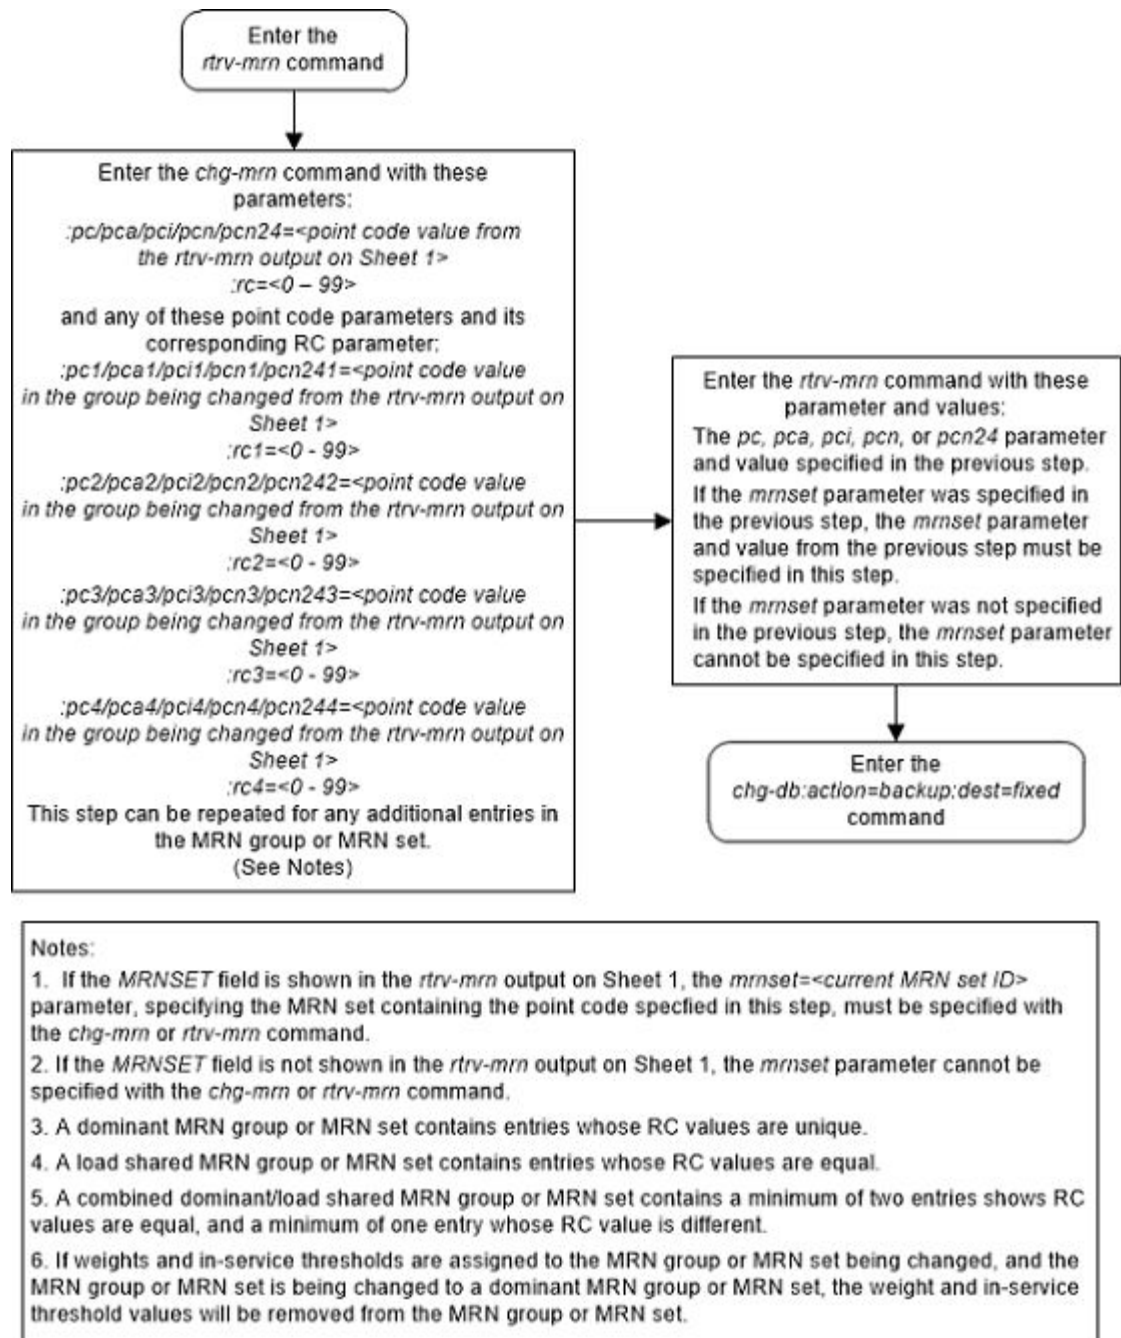 Enter the
rtrv-mrn command
Enter the chg-mrn command with these
parameters:
:pc/pca/pci/pcn/pcn24=<point code value from
the rtrv-mrn output on Sheet 1>
:rc=<0 – 99>
and any of these point code parameters and its
corresponding RC parameter;
:pc1/pca1/pci1/pcn1/pcn241=<point code value
in the group being changed from the rtrv-mrn output on
Sheet 1>
:rc1=<0 - 99>
:pc2/pca2/pci2/pcn2/pcn242=<point code value
in the group being changed from the rtrv-mrn output on
Sheet 1>
:rc2=<0 - 99>
:pc3/pca3/pci3/pcn3/pcn243=<point code value
in the group being changed from the rtrv-mrn output on
Sheet 1>
:rc3=<0 - 99>
:pc4/pca4/pci4/pcn4/pcn244=<point code value
in the group being changed from the rtrv-mrn output on
Sheet 1>
:rc4=<0 - 99>
This step can be repeated for any additional entries in
the MRN group or MRN set.
(See Notes)
Enter the rtrv-mrn command with these
parameter and values:
The pc, pca, pci, pcn, or pcn24 parameter
and value specified in the previous step.
If the mrnset parameter was specified in
the previous step, the mrnset parameter
and value from the previous step must be
specified in this step.
If the mrnset parameter was not specified
in the previous step, the mrnset parameter
cannot be specified in this step.
Enter the
chg-db:action=backup:dest=fixed
command
Notes:
1. If the MRNSET field is shown in the rtrv-mrn output on Sheet 1, the mrnset=<current MRN set ID>
parameter, specifying the MRN set containing the point code specfied in this step, must be specified with
the chg-mrn or rtrv-mrn command.
2. If the MRNSET field is not shown in the rtrv-mrn output on Sheet 1, the mrnset parameter cannot be
specified with the chg-mrn or rtrv-mrn command.
3. A dominant MRN group or MRN set contains entries whose RC values are unique.
4. A load shared MRN group or MRN set contains entries whose RC values are equal.
5. A combined dominant/load shared MRN group or MRN set contains a minimum of two entries shows RC
values are equal, and a minimum of one entry whose RC value is different.
6. If weights and in-service thresholds are assigned to the MRN group or MRN set being changed, and the
MRN group or MRN set is being changed to a dominant MRN group or MRN set, the weight and in-service
threshold values will be removed from the MRN group or MRN set.